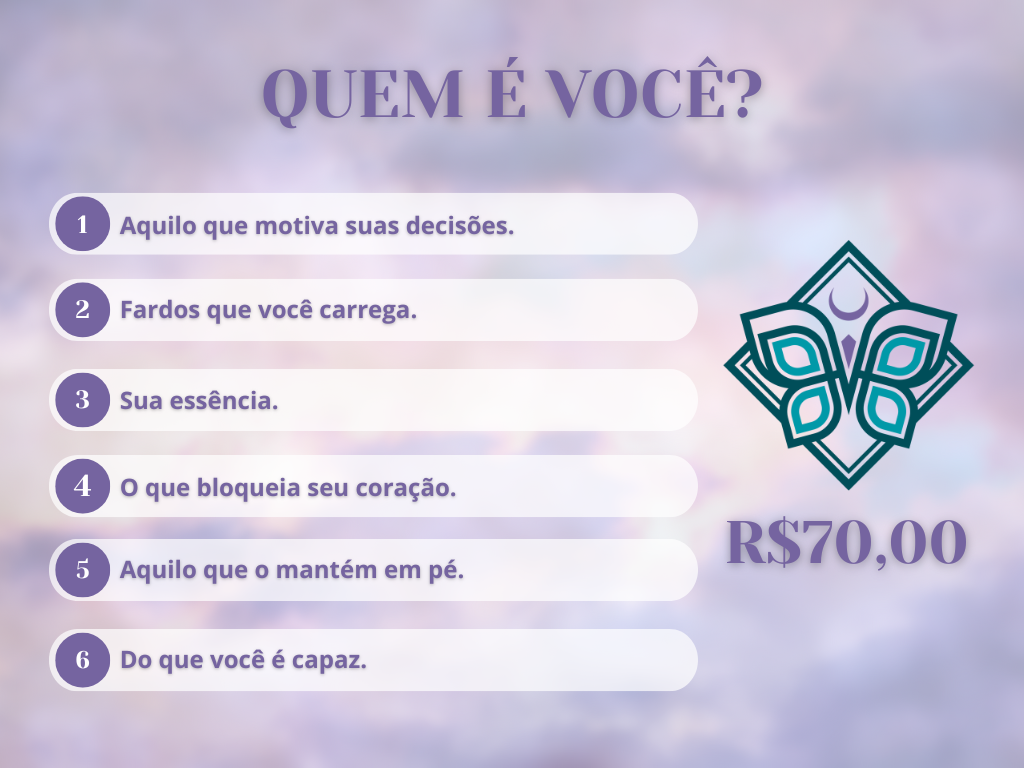 QUEM É VOCÊ?
1 Aquilo que motiva suas decisões.
2 Fardos que você carrega.
3 Sua essência.
4 O que bloqueia seu coração.
5 Aquilo que o mantém em pé.
6 Do que você é capaz.
R$70,00